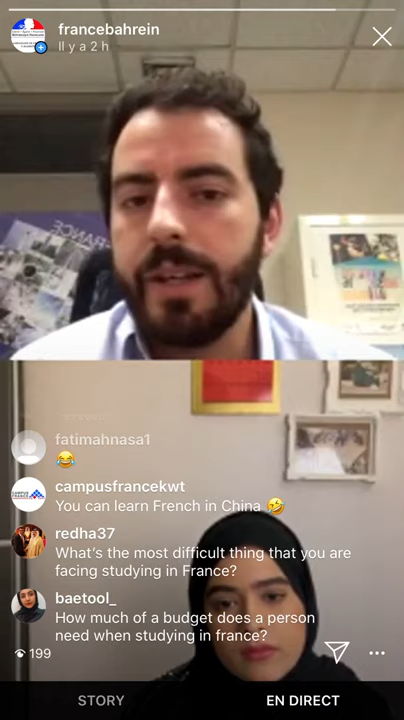 francebahrein
Il y a 2 h
fatimahnasa1
😂
campusfrancekwt
You can learn French in China 🤣
redha37
What's the most difficult thing that you are
facing studying in France?
baetool_
How much of a budget does a person
need when studying in france?
199
STORY
EN DIRECT